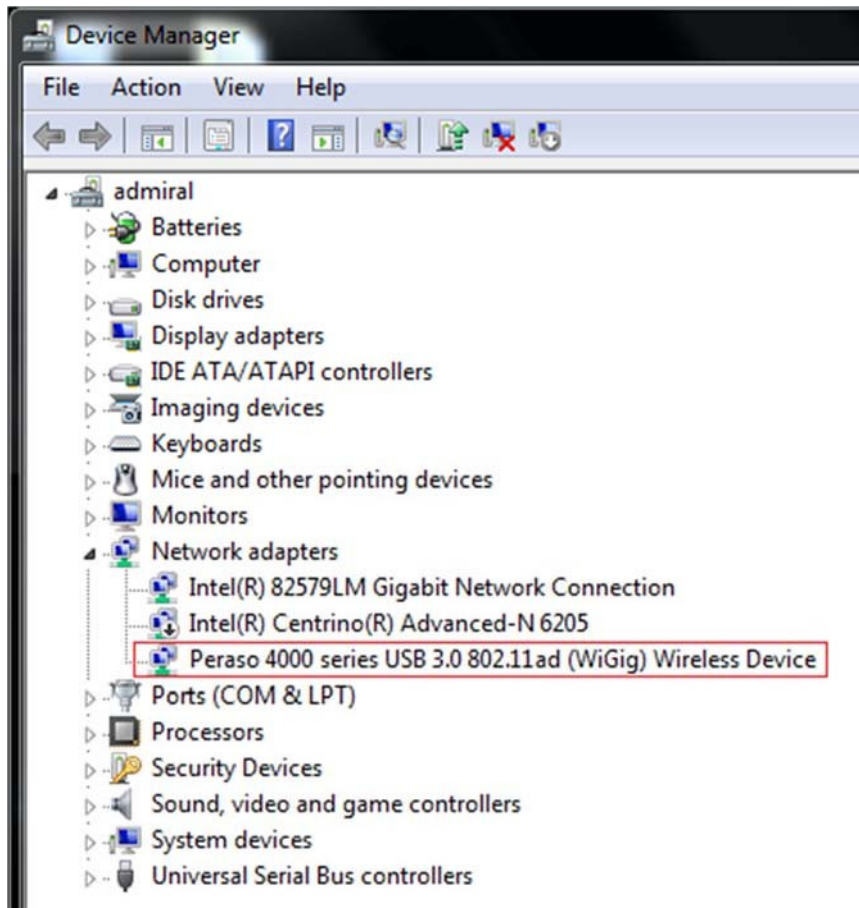 Device Manager
File Action View Help
admiral
Batteries
Computer
Disk drives
Display adapters
IDE ATA/ATAPI controllers
Imaging devices
Keyboards
Mice and other pointing devices
Monitors
Network adapters
Intel(R) 82579LM Gigabit Network Connection
Intel(R) Centrino(R) Advanced-N 6205
Peraso 4000 series USB 3.0 802.11ad (WiGig) Wireless Device
Ports (COM & LPT)
Processors
Security Devices
Sound, video and game controllers
System devices
Universal Serial Bus controllers